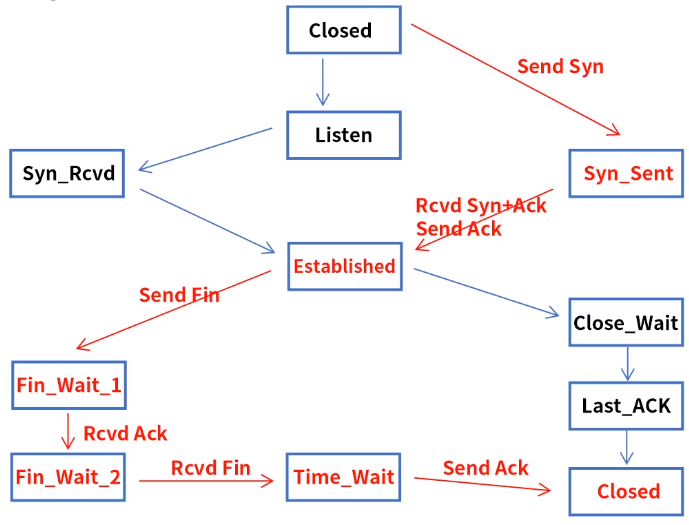 Closed
Send Syn
Listen
Syn_Rcvd
Syn_Sent
Rcvd Syn+Ack
Send Ack
Established
Send Fin
Close_Wait
Fin_Wait_1
Last_ACK
Rcvd Ack
Fin_Wait_2
Rcvd Fin
Time_Wait
Send Ack
Closed